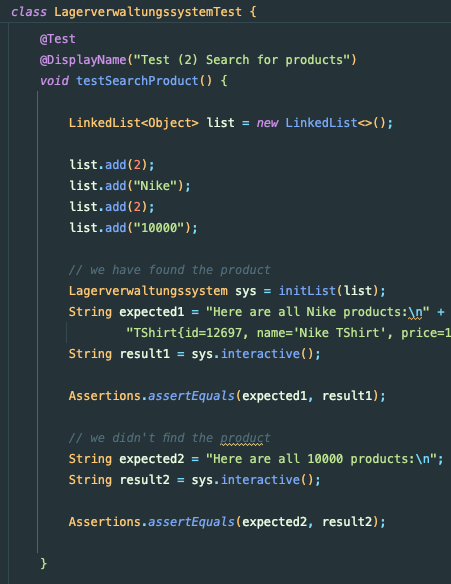 class LagerverwaltungssystemTest {
@Test
@DisplayName("Test (2) Search for products")
void testSearchProduct() {
LinkedList<Object> list = new LinkedList<>();
list.add(2);
list.add("Nike");
list.add(2);
list.add("10000");
// we have found the product
Lagerverwaltungssystem sys = initList(list);
String expected1 = "Here are all Nike products:\n" +
"TShirt{id=12697, name='Nike TShirt', price=1
String result1 = sys.interactive();
Assertions.assertEquals(expected1, result1);
// we didn't find the product
String expected2 = "Here are all 10000 products:\n";
String result2 = sys.interactive();
Assertions.assertEquals(expected2, result2);
}